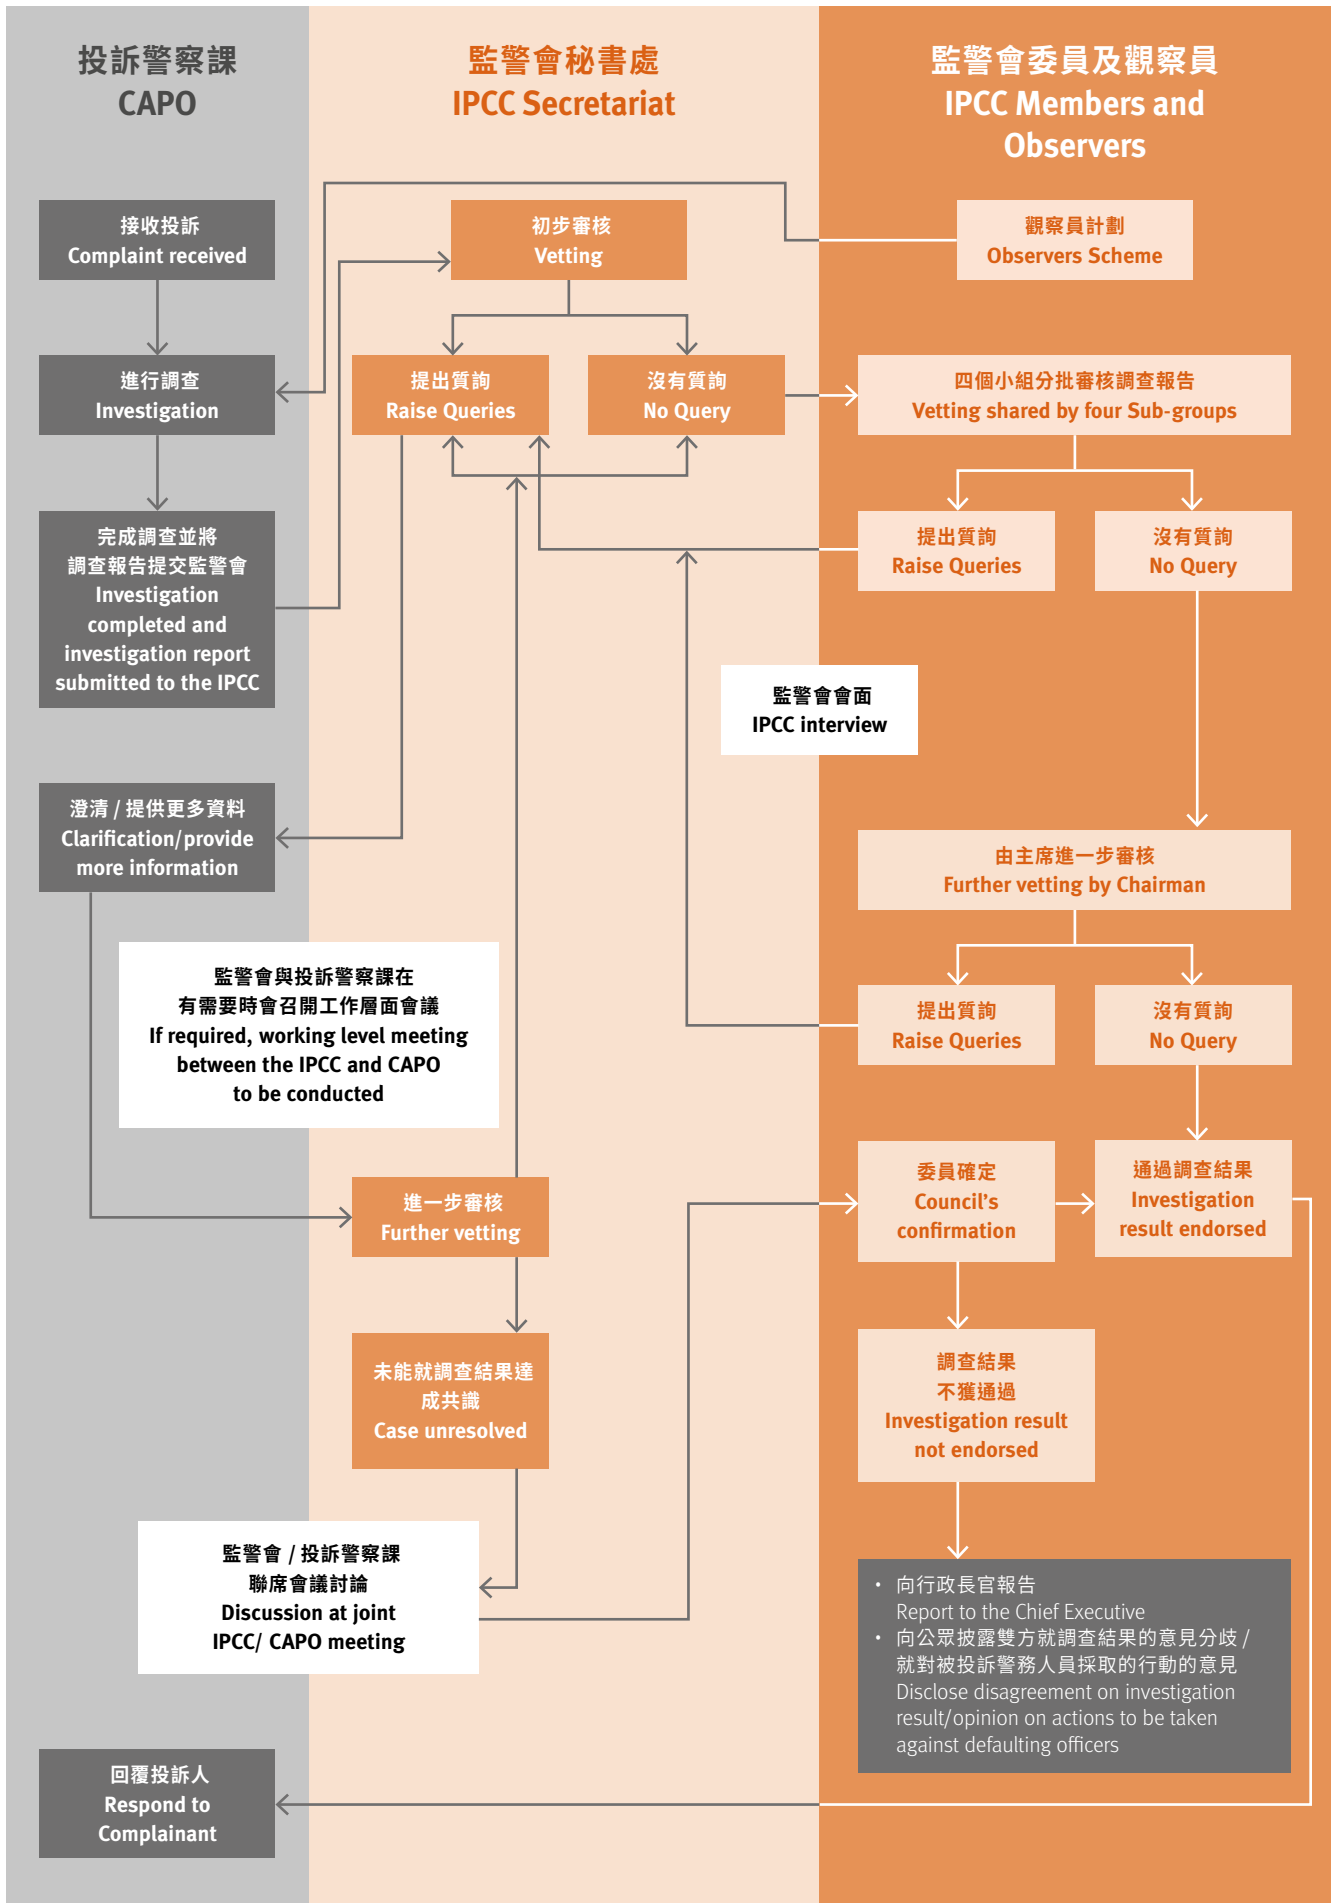 投訴警察課
CAPO
監警會秘書處
IPCC Secretariat
監警會委員及觀察員
IPCC Members and
Observers
接收投訴
Complaint received
初步審核
Vetting
觀察員計劃
Observers Scheme
進行調查
Investigation
提出質詢
Raise Queries
沒有質詢
No Query
四個小組分批審核調查報告
Vetting shared by four Sub-groups
完成調查並將
調查報告提交監警會
Investigation
completed and
investigation report
submitted to the IPCC
提出質詢
Raise Queries
沒有質詢
No Query
監警會會面
IPCC interview
澄清 / 提供更多資料
Clarification/provide
more information
由主席進一步審核
Further vetting by Chairman
監警會與投訴警察課在
有需要時會召開工作層面會議
If required, working level meeting
between the IPCC and CAPO
to be conducted
提出質詢
Raise Queries
沒有質詢
No Query
進一步審核
Further vetting
委員確定
Council's
confirmation
通過調查結果
Investigation
result endorsed
未能就調查結果達
成共識
Case unresolved
調查結果
不獲通過
Investigation result
not endorsed
監警會 / 投訴警察課
聯席會議討論
Discussion at joint
IPCC/ CAPO meeting
• 向行政長官報告
Report to the Chief Executive
• 向公眾披露雙方就調查結果的意見分歧 /
就對被投訴警務人員採取的行動的意見
Disclose disagreement on investigation
result/opinion on actions to be taken
against defaulting officers
回覆投訴人
Respond to
Complainant